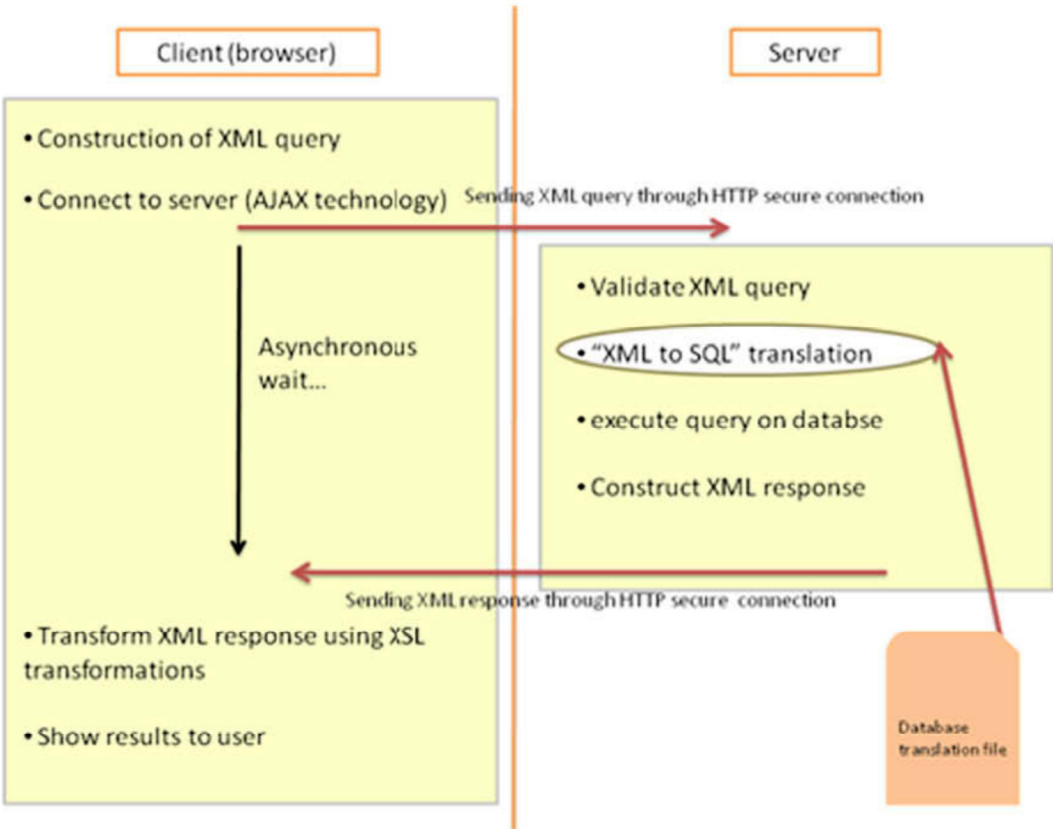 Client (browser)
Server
• Construction of XML query
• Connect to server (AJAX technology)
Sending XML query through HTTP secure connection
• Validate XML query
Asynchronous
wait...
• “XML to SQL” translation
• execute query on databse
• Construct XML response
Sending XML response through HTTP secure connection
• Transform XML response using XSL
transformations
• Show results to user
Database
translation file